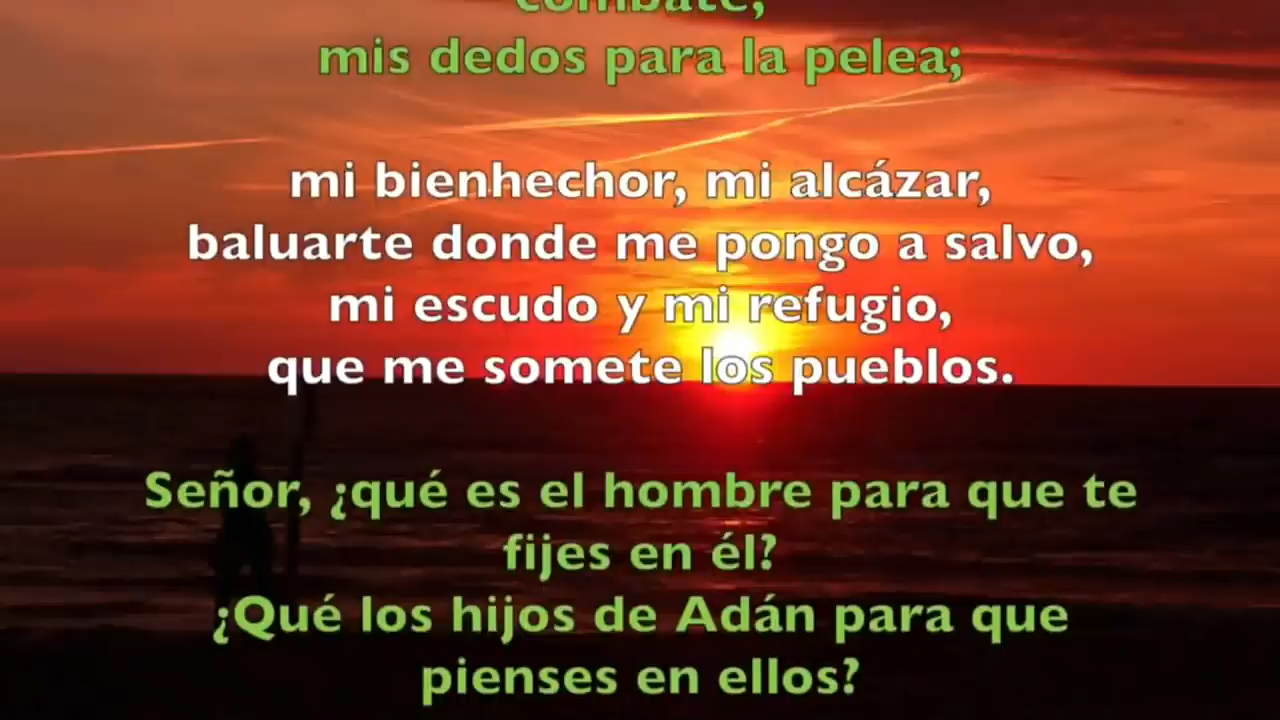 combate,
mis dedos para la pelea;
mi bienhechor, mi alcázar,
baluarte donde me pongo a salvo,
mi escudo y mi refugio,
que me somete los pueblos.
Señor, ¿qué es el hombre para que te
fijes en él?
¿Qué los hijos de Adán para que
pienses en ellos?